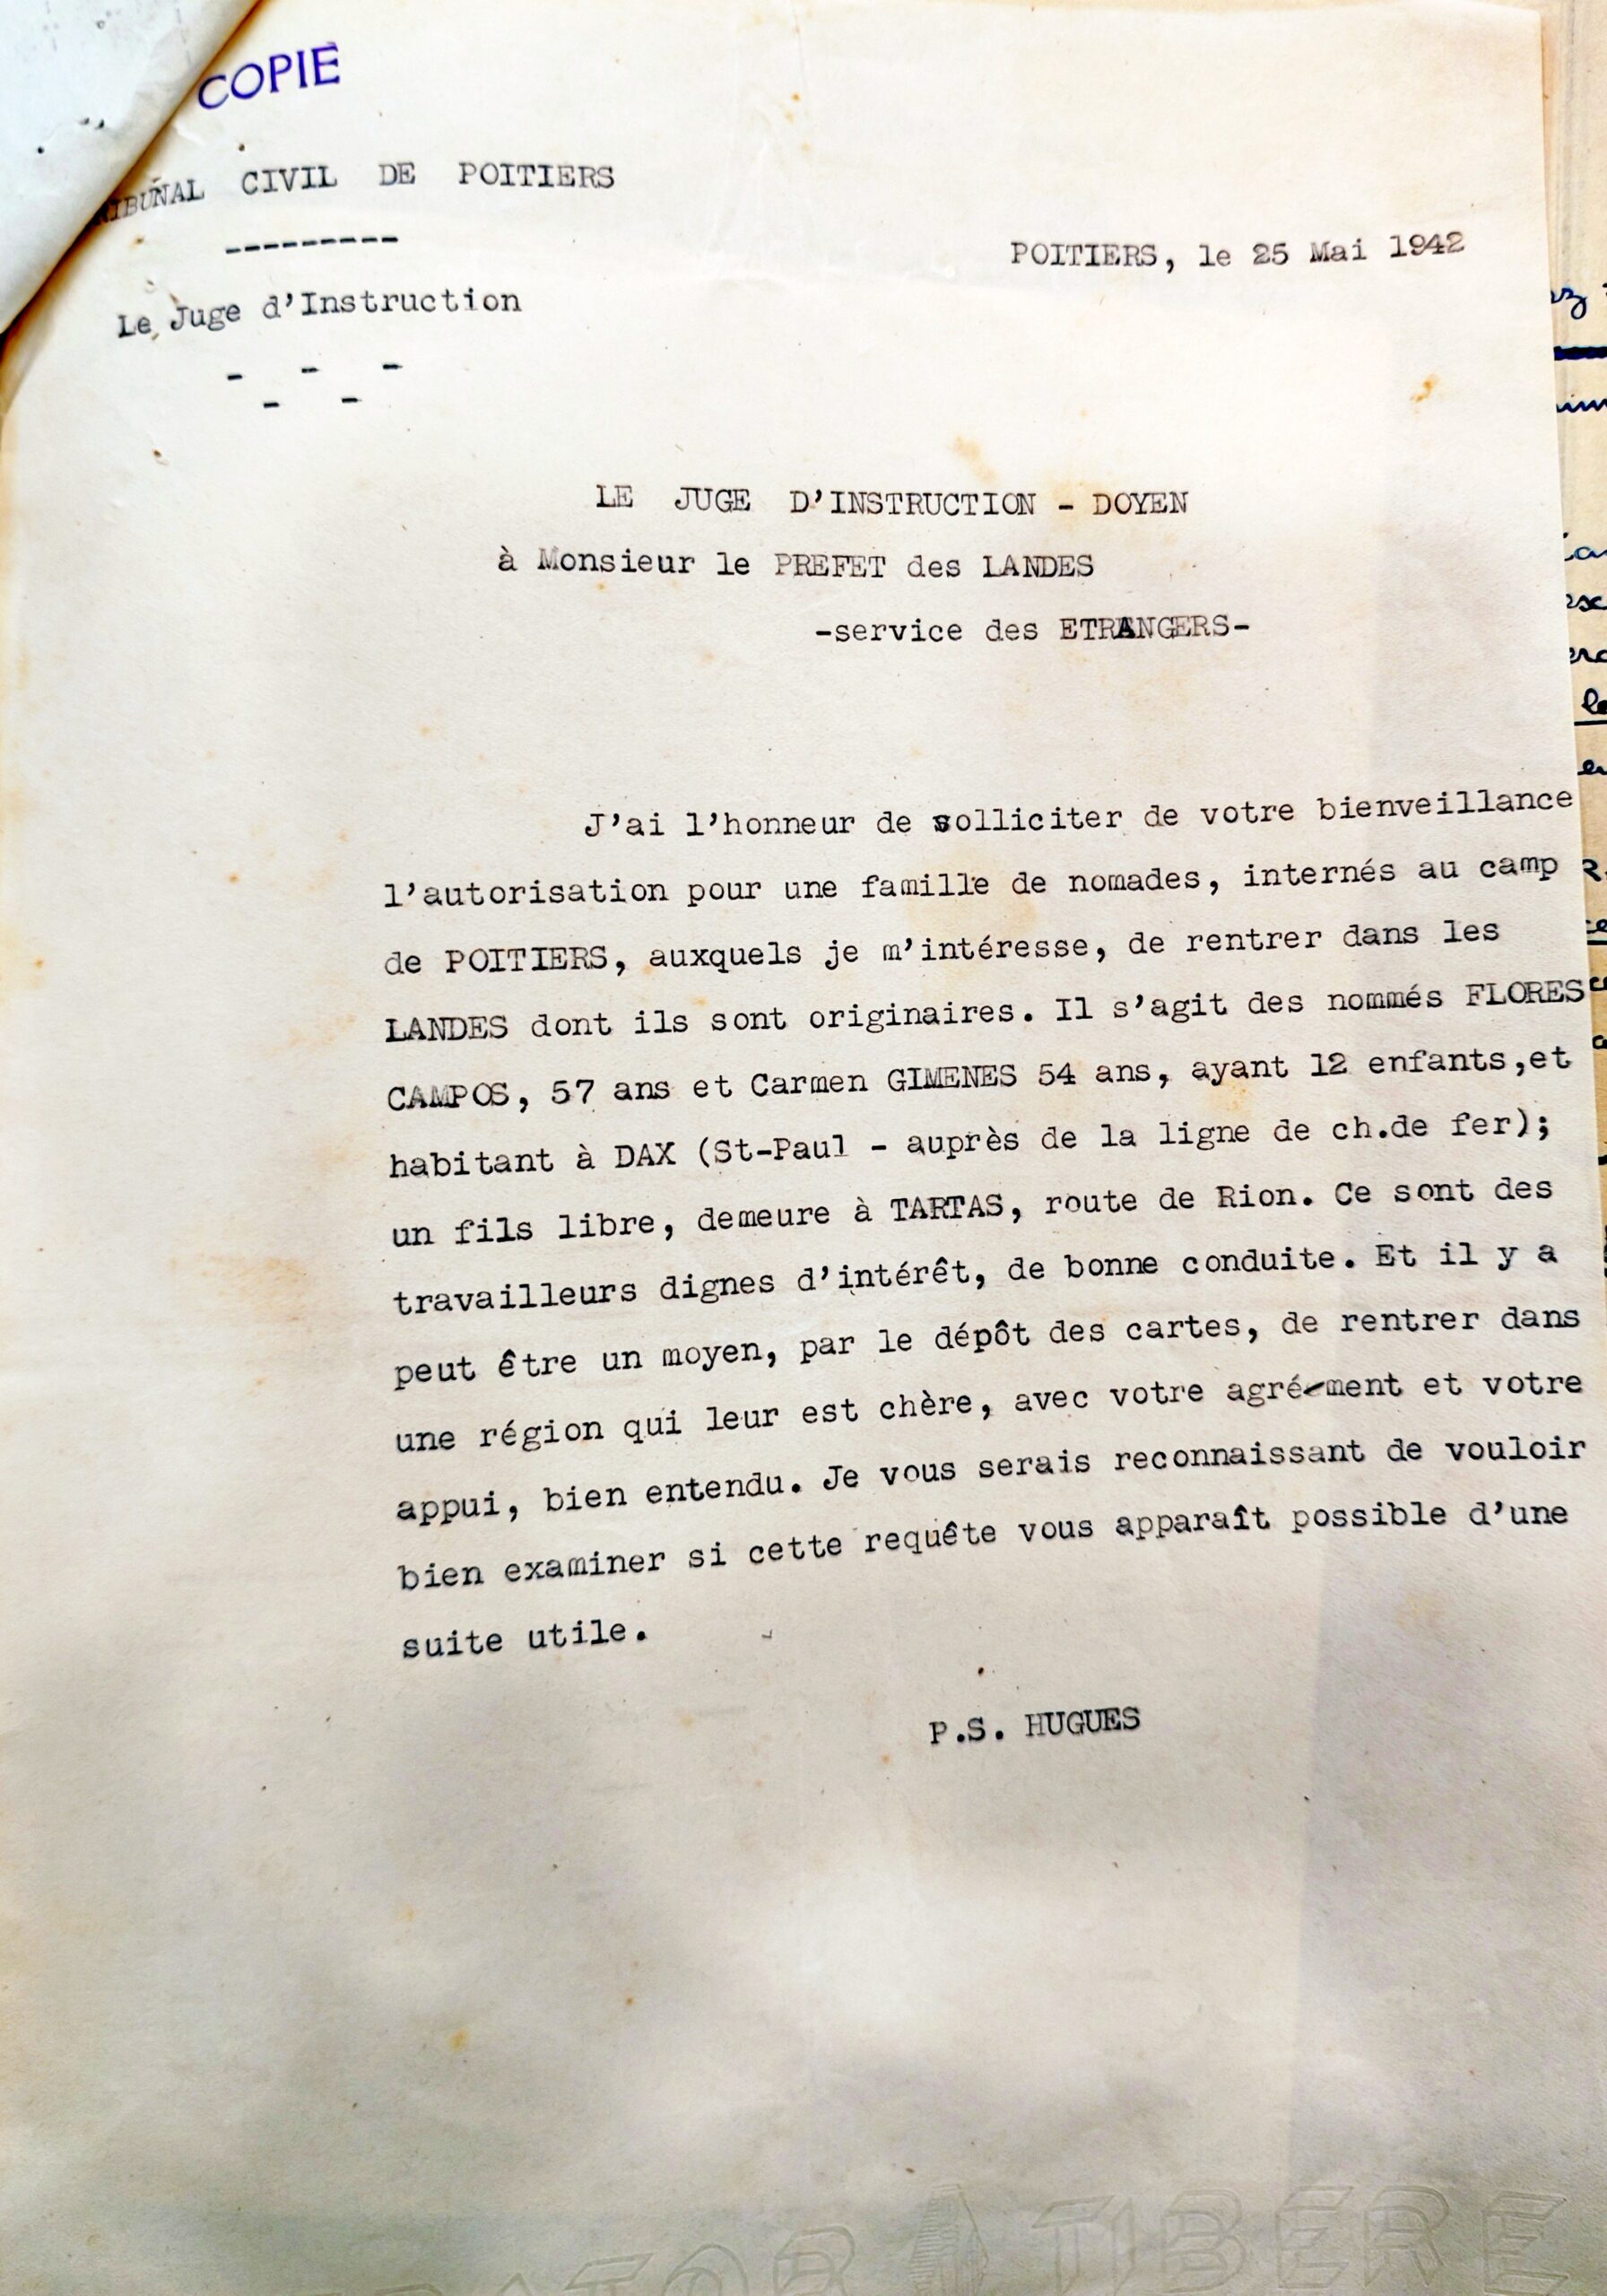 COPIE
TRIBUNAL CIVIL DE POITIERS
---------
POITIERS, le 25 Mai 1942
Le Juge d'Instruction
- - -
- -
LE JUGE D'INSTRUCTION - DOYEN
à Monsieur le PREFET des LANDES
-service des ETRANGERS-
J'ai l'honneur de solliciter de votre bienveillance
l'autorisation pour une famille de nomades, internés au camp
de POITIERS, auxquels je m'intéresse, de rentrer dans les
LANDES dont ils sont originaires. Il s'agit des nommés FLORES
CAMPOS, 57 ans et Carmen GIMENES 54 ans, ayant 12 enfants,et
habitant à DAX (St-Paul - auprès de la ligne de ch.de fer);
un fils libre, demeure à TARTAS, route de Rion. Ce sont des
travailleurs dignes d'intérêt, de bonne conduite. Et il y a
peut être un moyen, par le dépôt des cartes, de rentrer dans
une région qui leur est chère, avec votre agrément et votre
appui, bien entendu. Je vous serais reconnaissant de vouloir
bien examiner si cette requête vous apparaît possible d'une
suite utile.
P.S. HUGUES
TIBERE